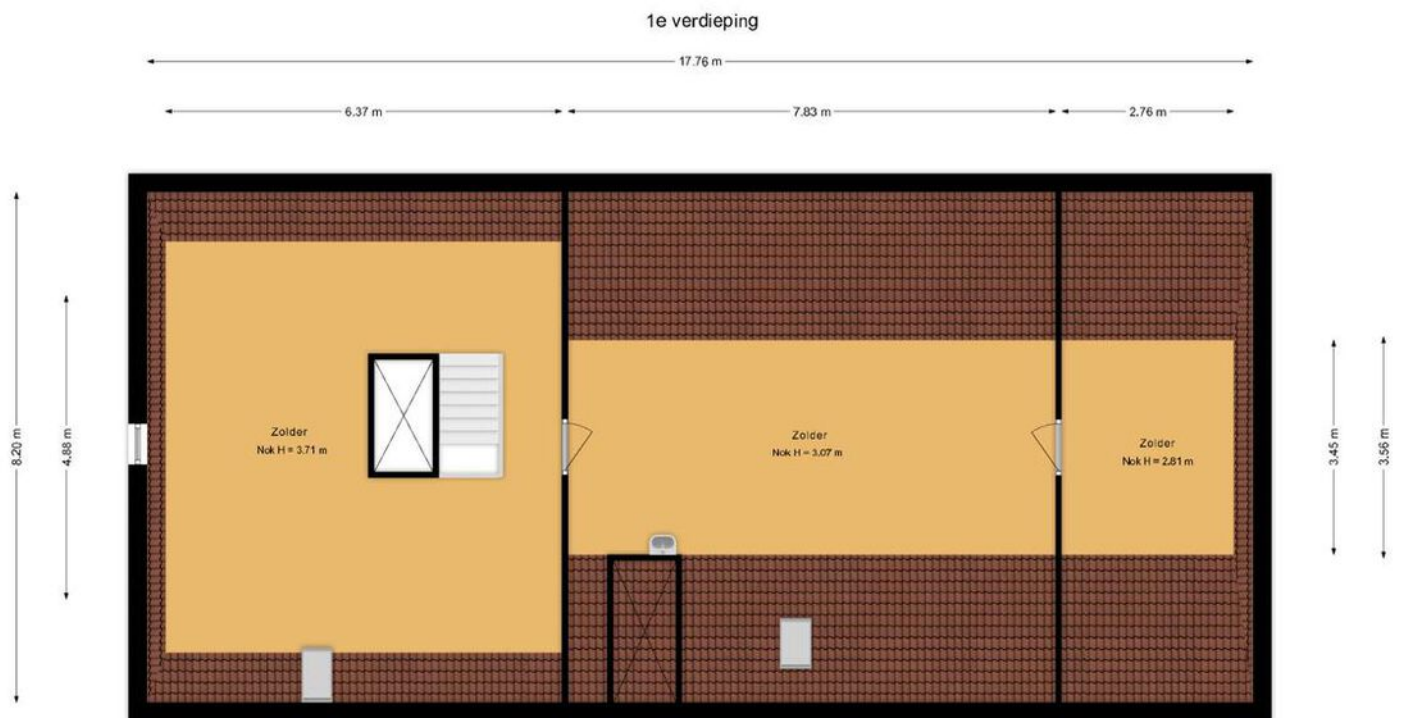 1e verdieping
17.76 m
6.37 m
7.83 m
2.76 m
8.20 m
4.88 m
Zolder
Nok H = 3.71 m
Zolder
Nok H = 3.07 m
Zolder
Nok H = 2.81 m
3.45 m
3.56 m